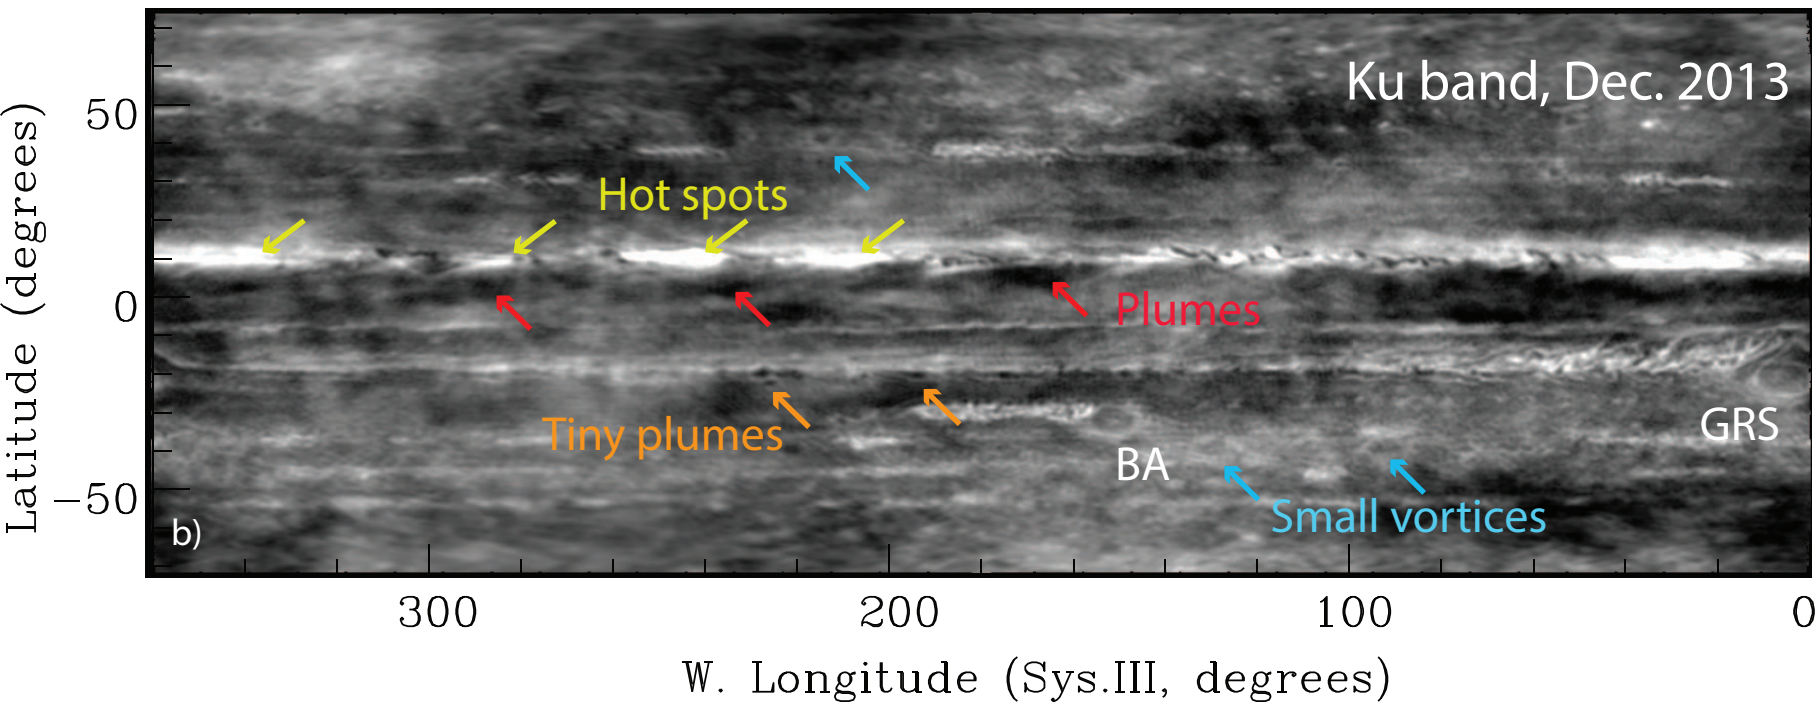 Ku band, Dec. 2013
50
Hot spots
0
Plumes
Tiny plumes
GRS
BA
−50
Small vortices
b)
300
200
100
0
W. Longitude (Sys.III, degrees)
Latitude (degrees)